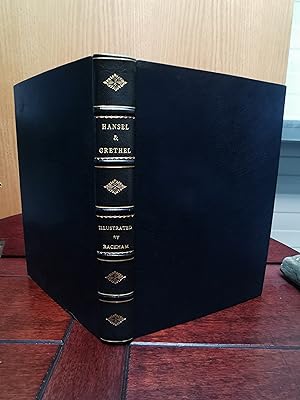 HANSEL
&
GRETHEL
ILLUSTRATED
BY
RACKHAM